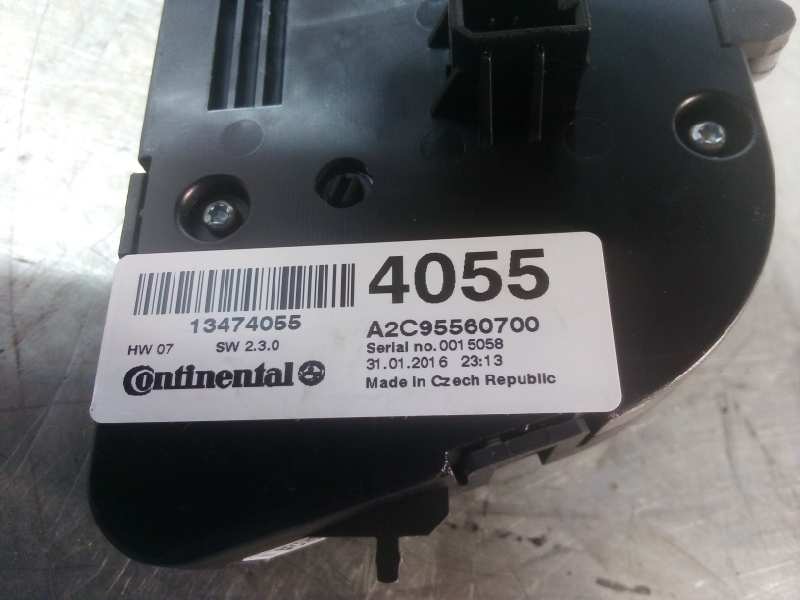 4055
13474055
A2C95560700
HW 07 SW 2.3.0
Serial no. 0015058
31.01.2016 23:13
Continental
Made in Czech Republic